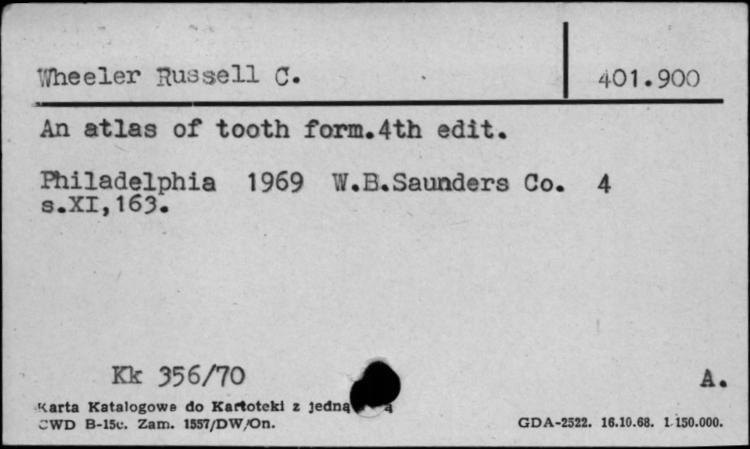 Wheeler Russell C.
401.900
An atlas of tooth form.4th edit.
Philadelphia 1969 W.B.Saunders Co. 4
s.XI,163.
Kk 356/70
A.
Karta Katalogowa do Kartoteki z jedną
CWD B-15c. Zam. 1557/DW/On.
GDA-2522. 16.10.68. 1.150.000.